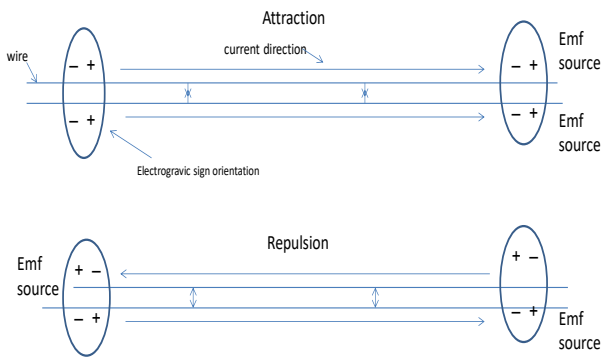 Attraction
Emf
source
wire
current direction
– +
– +
– +
– +
Emf
source
Electrogravic sign orientation
Repulsion
Emf
source
+ –
+ –
– +
– +
Emf
source